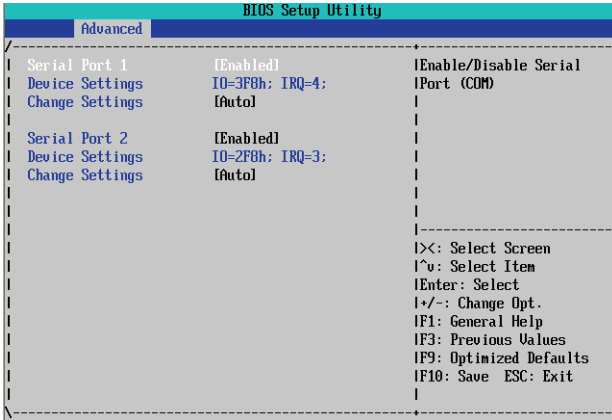 BIOS Setup Utility
Advanced
Serial Port 1 [Enabled]
Device Settings IO=3F8h; IRQ=4;
Change Settings [Auto]
Serial Port 2 [Enabled]
Device Settings IO=2F8h; IRQ=3;
Change Settings [Auto]
Enable/Disable Serial
Port (COM)
><: Select Screen
^v: Select Item
Enter: Select
+/-: Change Opt.
F1: General Help
F3: Previous Values
F9: Optimized Defaults
F10: Save ESC: Exit